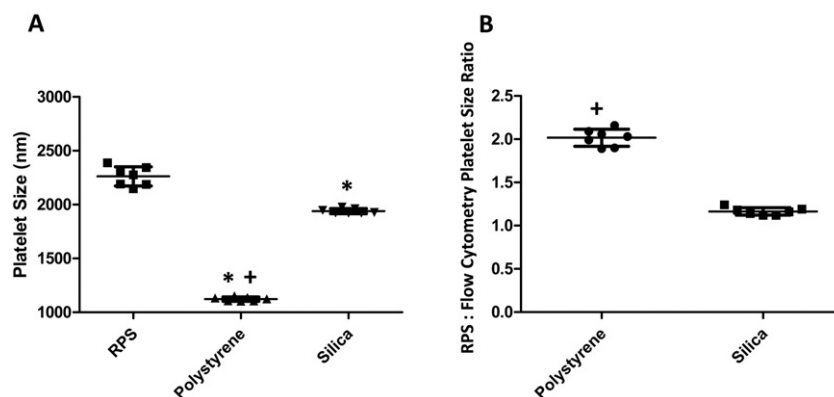 A
Platelet Size (nm)
3000
2500
2000
1500
1000
*
* +
RPS
Polystyrene
Silica
B
RPS : Flow Cytometry Platelet Size Ratio
2.5
2.0
1.5
1.0
0.5
0.0
+
Polystyrene
Silica